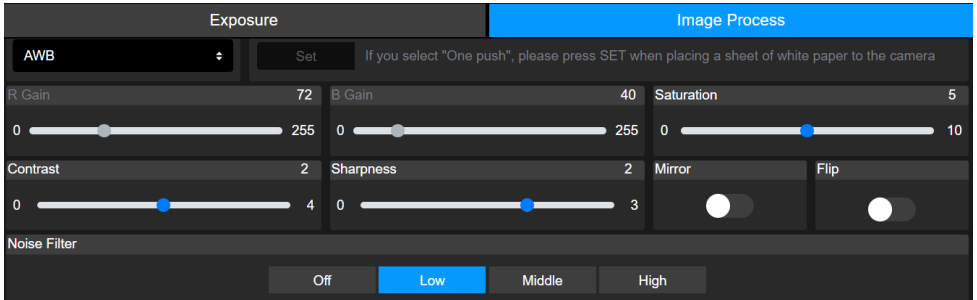 Exposure Image Process
AWB Set If you select "One push", please press SET when placing a sheet of white paper to the camera
R Gain 72 B Gain 40 Saturation 5
0 255 0 255 0 10
Contrast 2 Sharpness 2 Mirror Flip
0 4 0 3
Noise Filter
Off Low Middle High